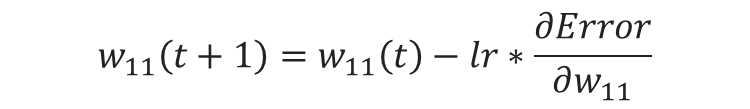 w₁₁(t + 1) = w₁₁(t) − lr * ∂Error/∂w₁₁